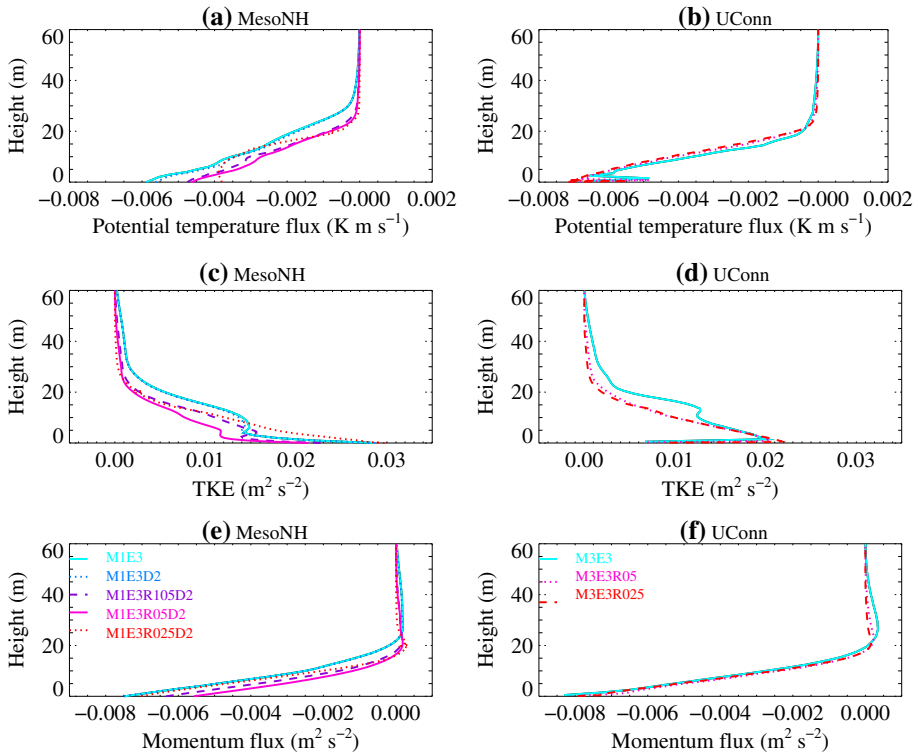 (a) MesoNH
(b) UConn
Height (m)
60
40
20
0
−0.008 −0.006 −0.004 −0.002 0.000 0.002
Potential temperature flux (K m s⁻¹)
Height (m)
60
40
20
0
−0.008 −0.006 −0.004 −0.002 0.000 0.002
Potential temperature flux (K m s⁻¹)
(c) MesoNH
(d) UConn
Height (m)
60
40
20
0
0.00 0.01 0.02 0.03
TKE (m² s⁻²)
Height (m)
60
40
20
0
0.00 0.01 0.02 0.03
TKE (m² s⁻²)
(e) MesoNH
(f) UConn
Height (m)
60
40
20
0
M1E3
M1E3D2
M1E3R105D2
M1E3R05D2
M1E3R025D2
−0.008 −0.006 −0.004 −0.002 0.000
Momentum flux (m² s⁻²)
Height (m)
60
40
20
0
M3E3
M3E3R05
M3E3R025
−0.008 −0.006 −0.004 −0.002 0.000
Momentum flux (m² s⁻²)